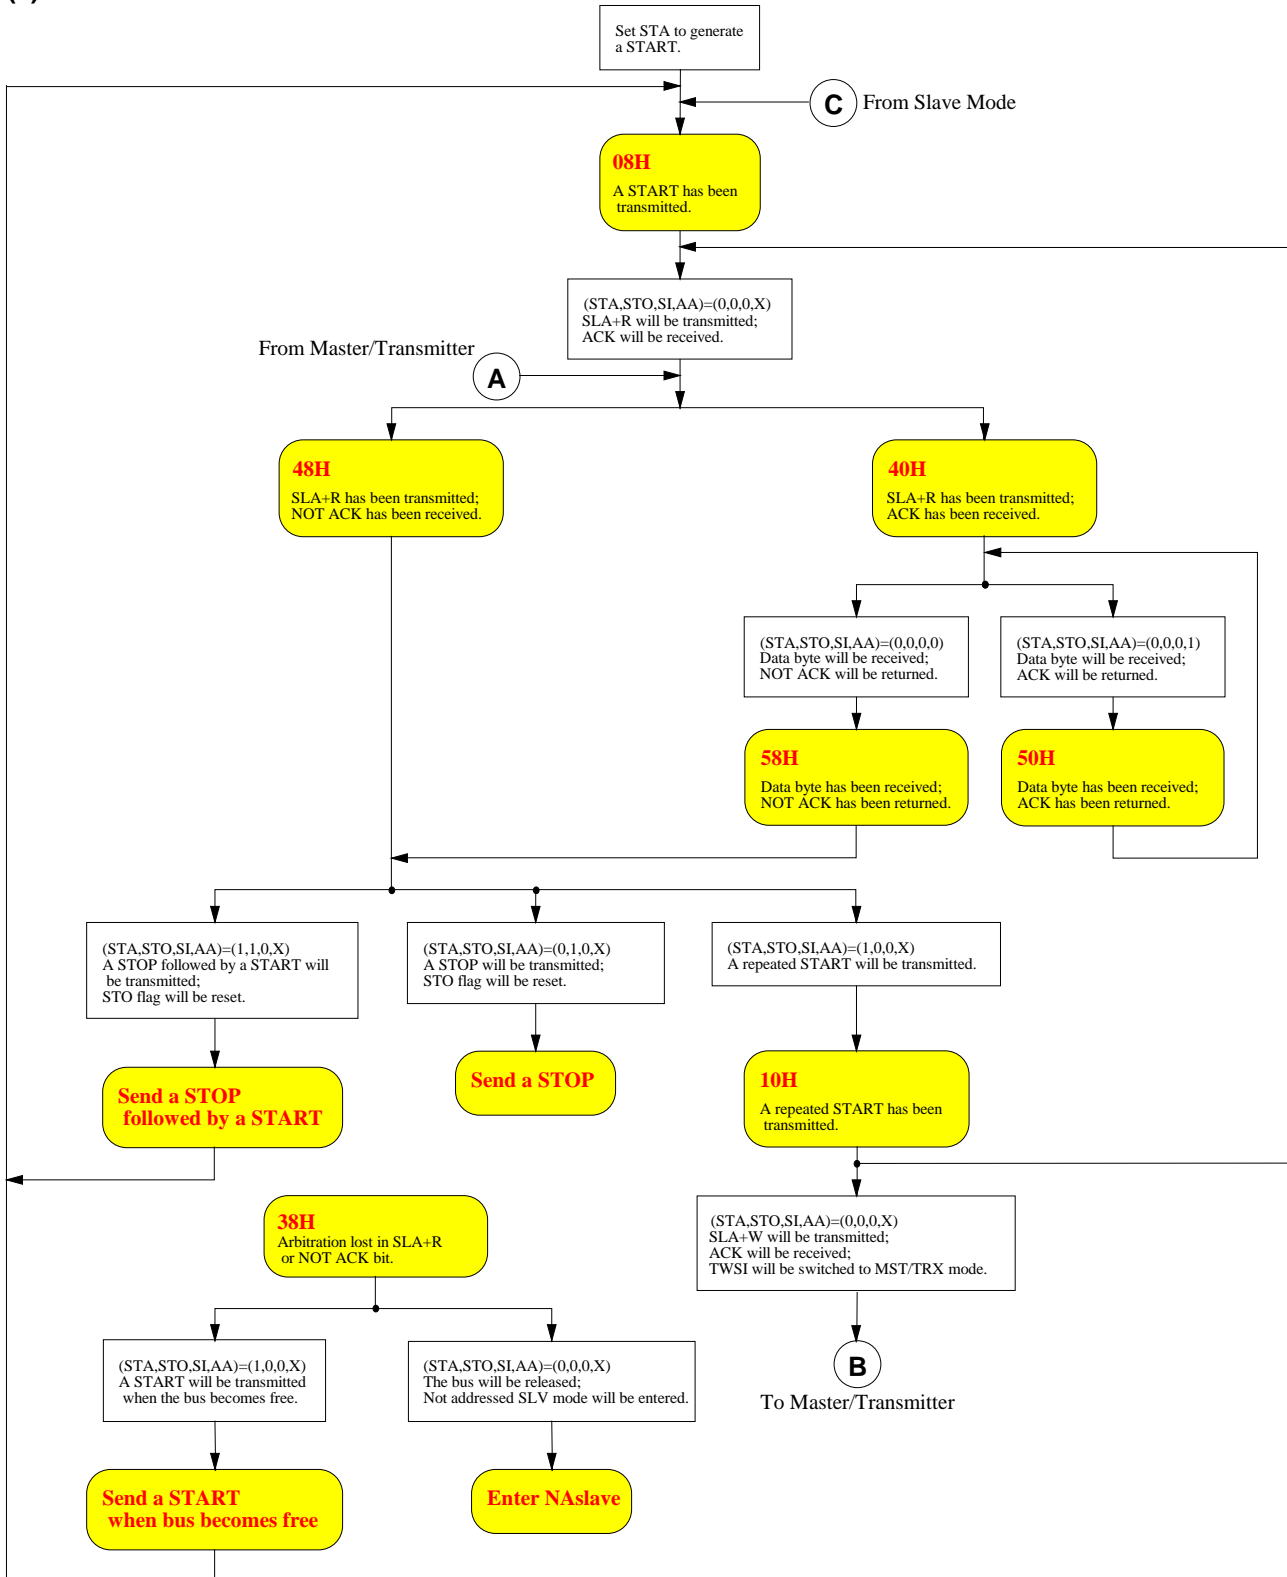 Set STA to generate
a START.
C
From Slave Mode
08H
A START has been
transmitted.
(STA,STO,SI,AA)=(0,0,0,X)
SLA+R will be transmitted;
ACK will be received.
From Master/Transmitter
A
48H
SLA+R has been transmitted;
NOT ACK has been received.
40H
SLA+R has been transmitted;
ACK has been received.
(STA,STO,SI,AA)=(0,0,0,0)
Data byte will be received;
NOT ACK will be returned.
(STA,STO,SI,AA)=(0,0,0,1)
Data byte will be received;
ACK will be returned.
58H
Data byte has been received;
NOT ACK has been returned.
50H
Data byte has been received;
ACK has been returned.
(STA,STO,SI,AA)=(1,1,0,X)
A STOP followed by a START will
be transmitted;
STO flag will be reset.
(STA,STO,SI,AA)=(0,1,0,X)
A STOP will be transmitted;
STO flag will be reset.
(STA,STO,SI,AA)=(1,0,0,X)
A repeated START will be transmitted.
Send a STOP
followed by a START
Send a STOP
10H
A repeated START has been
transmitted.
38H
Arbitration lost in SLA+R
or NOT ACK bit.
(STA,STO,SI,AA)=(0,0,0,X)
SLA+W will be transmitted;
ACK will be received;
TWSI will be switched to MST/TRX mode.
(STA,STO,SI,AA)=(1,0,0,X)
A START will be transmitted
when the bus becomes free.
(STA,STO,SI,AA)=(0,0,0,X)
The bus will be released;
Not addressed SLV mode will be entered.
B
To Master/Transmitter
Send a START
when bus becomes free
Enter NAslave